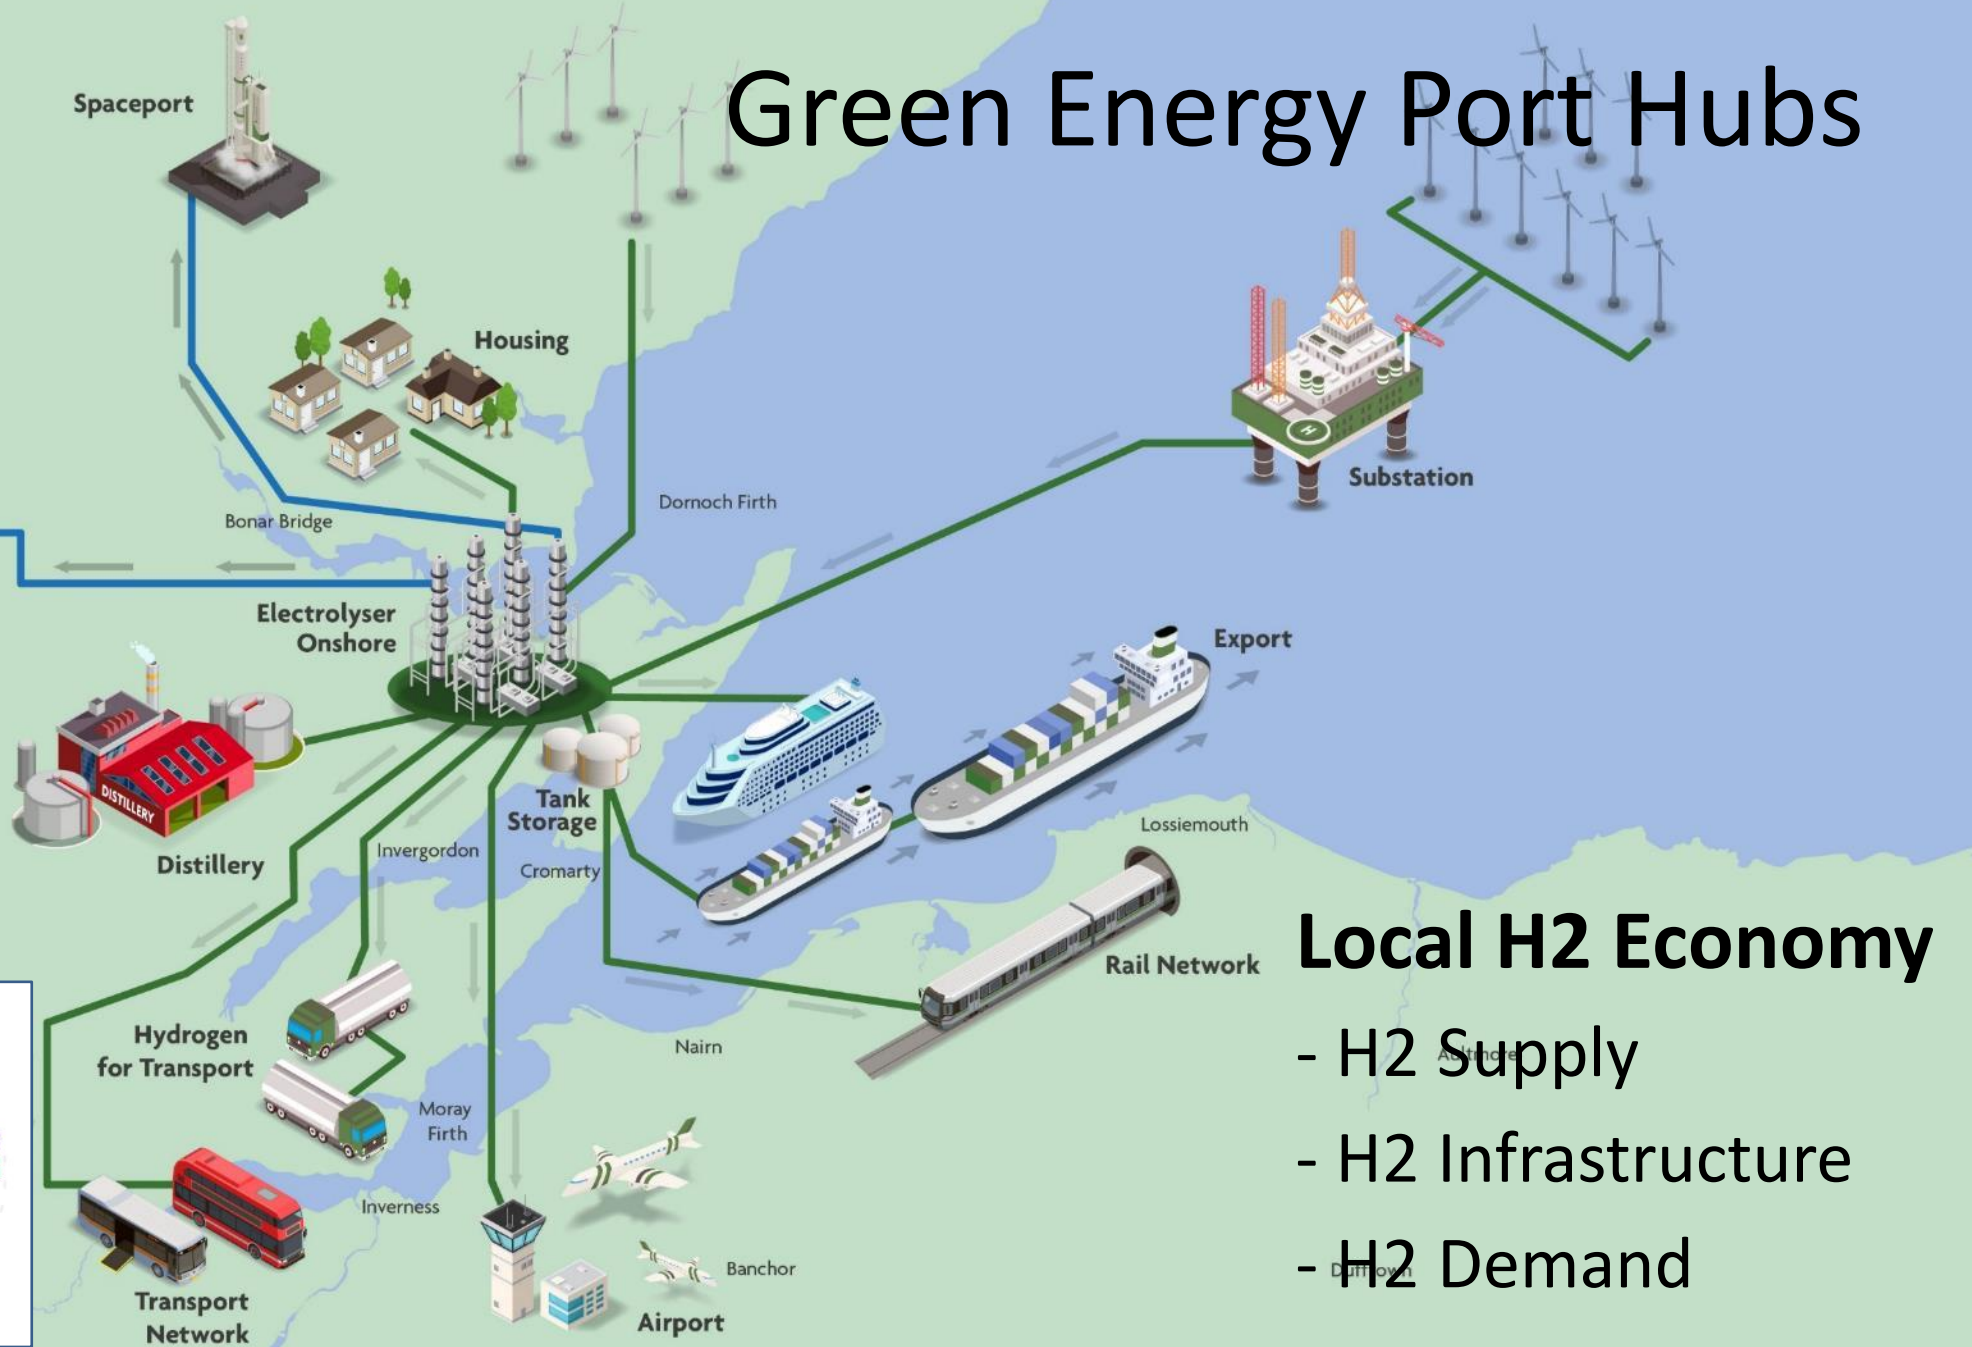 Green Energy Port Hubs
Spaceport
Housing
Substation
Dornoch Firth
Bonar Bridge
Electrolyser
Onshore
Export
DISTILLERY
Distillery
Tank
Storage
Invergordon
Cromarty
Lossiemouth
Rail Network
Hydrogen
for Transport
Nairn
Moray
Firth
Inverness
Banchor
Airport
Transport
Network
H
Local H2 Economy
- H2 Supply
Aultmore
- H2 Infrastructure
- H2 Demand
Dufftown